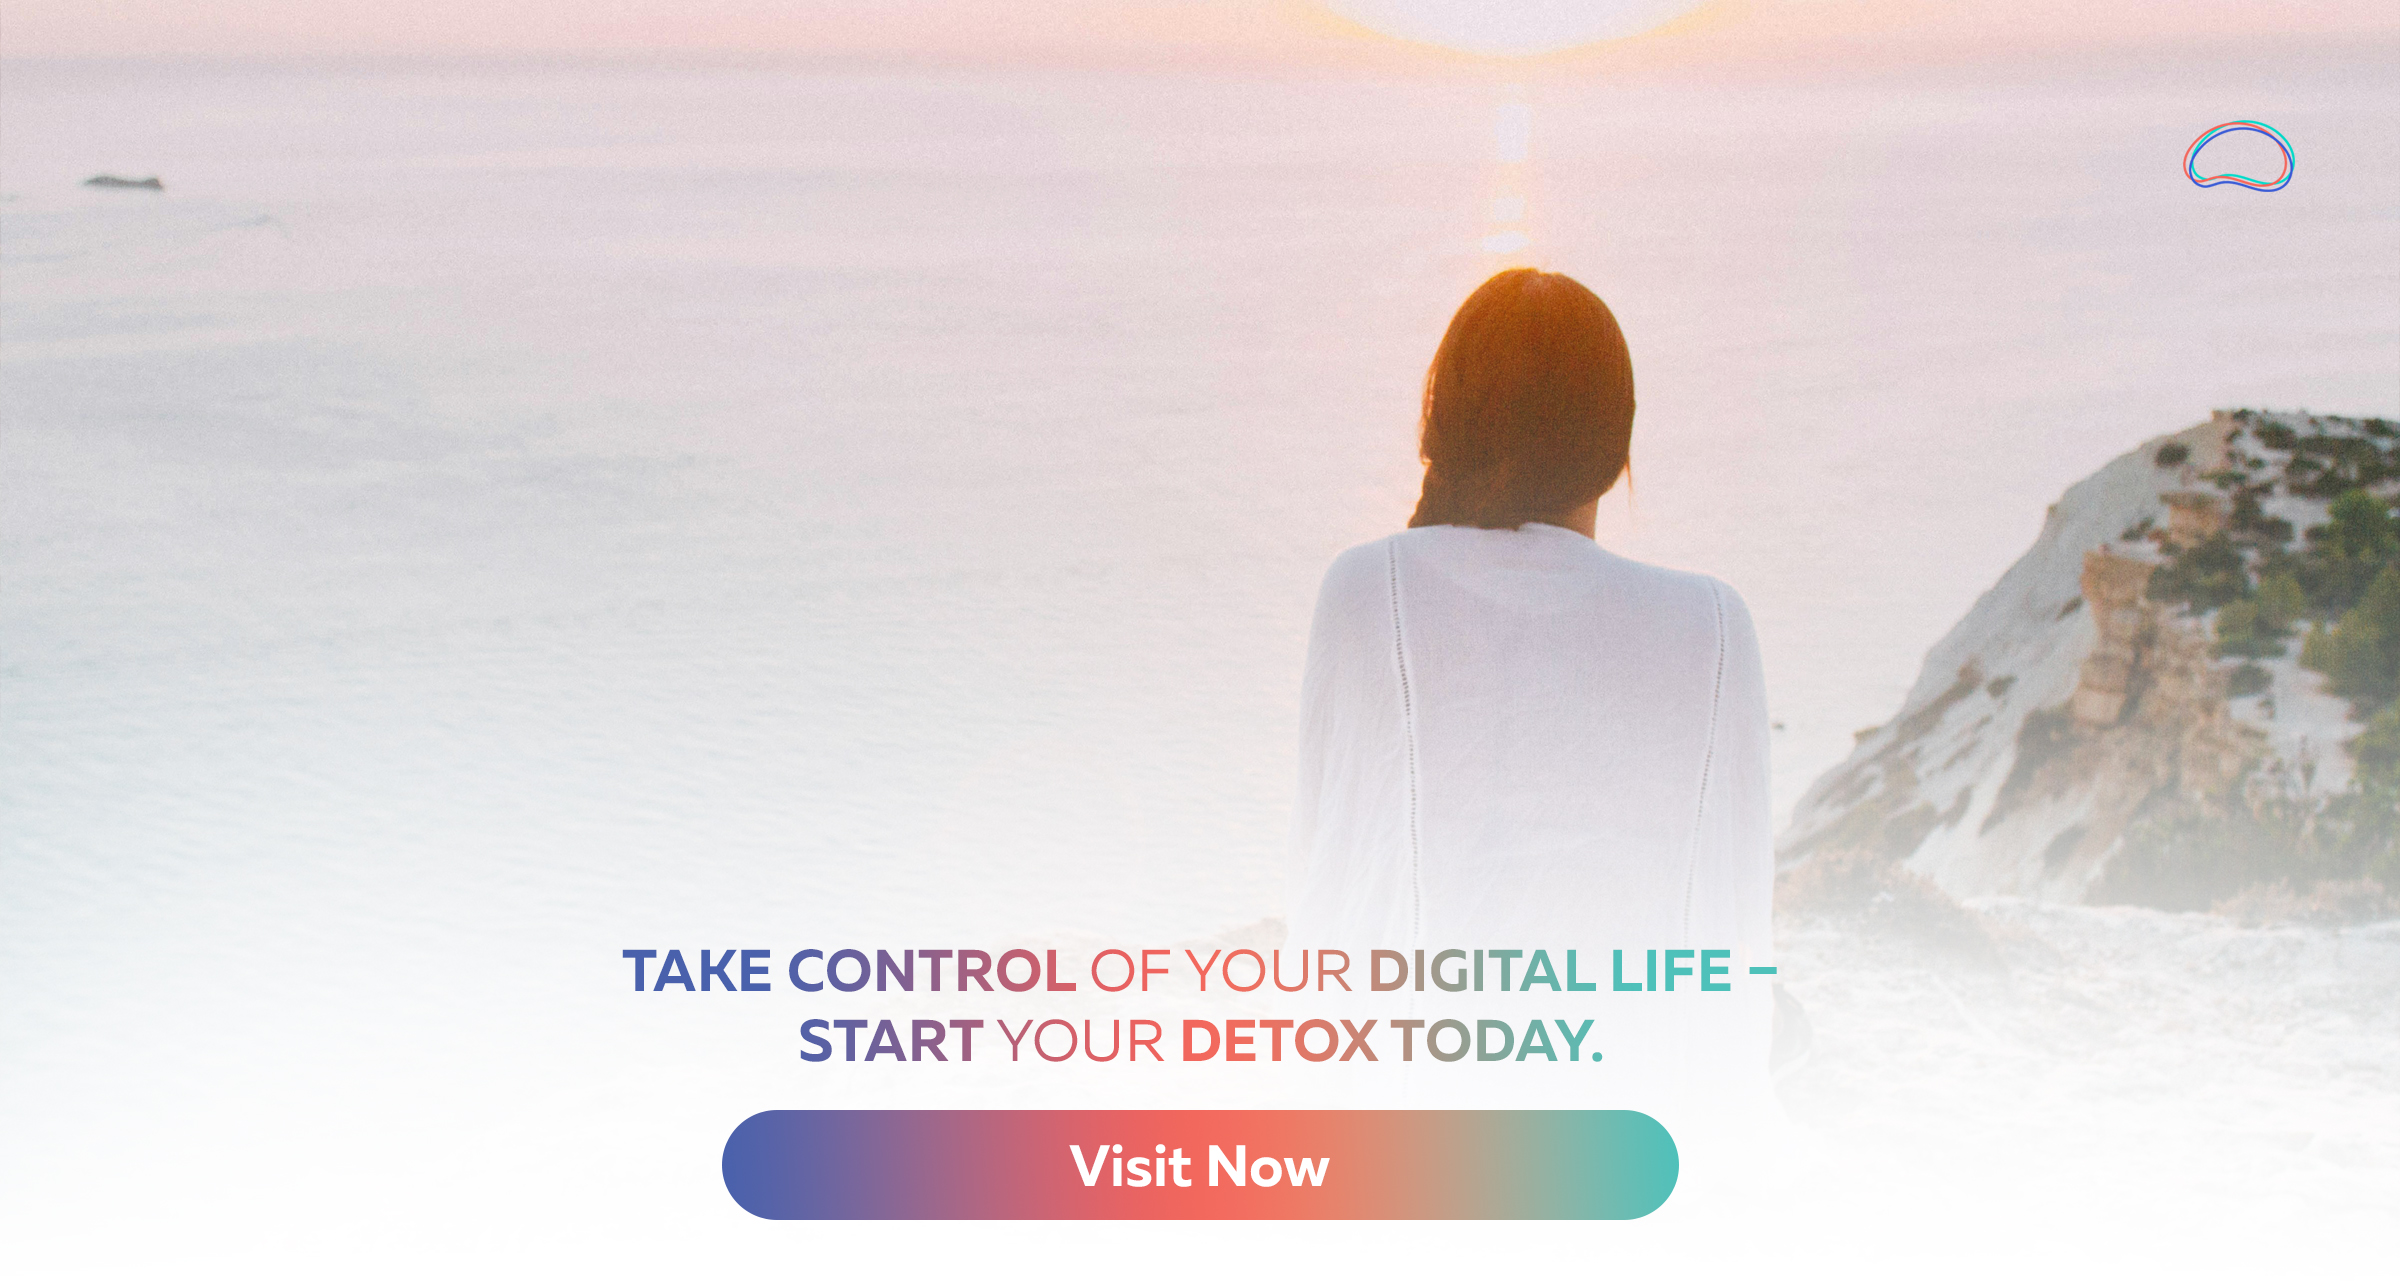 TAKE CONTROL OF YOUR DIGITAL LIFE –
START YOUR DETOX TODAY.
Visit Now